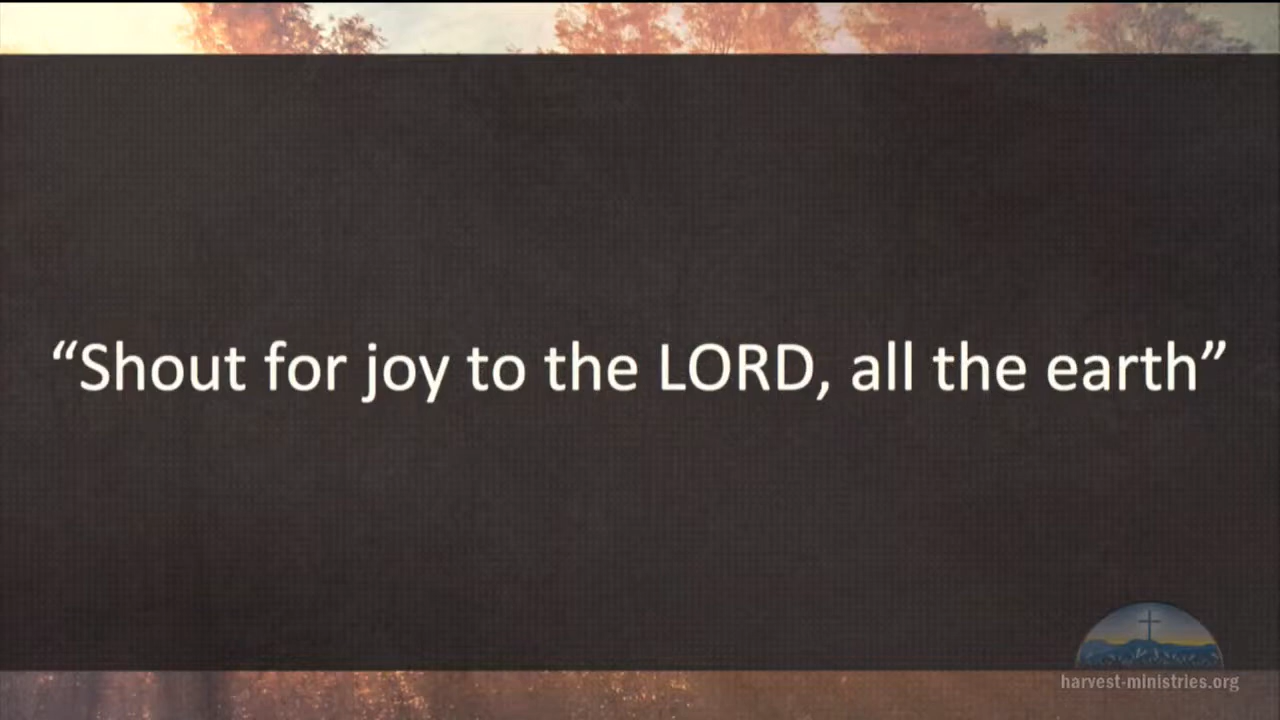 “Shout for joy to the LORD, all the earth”
harvest-ministries.org